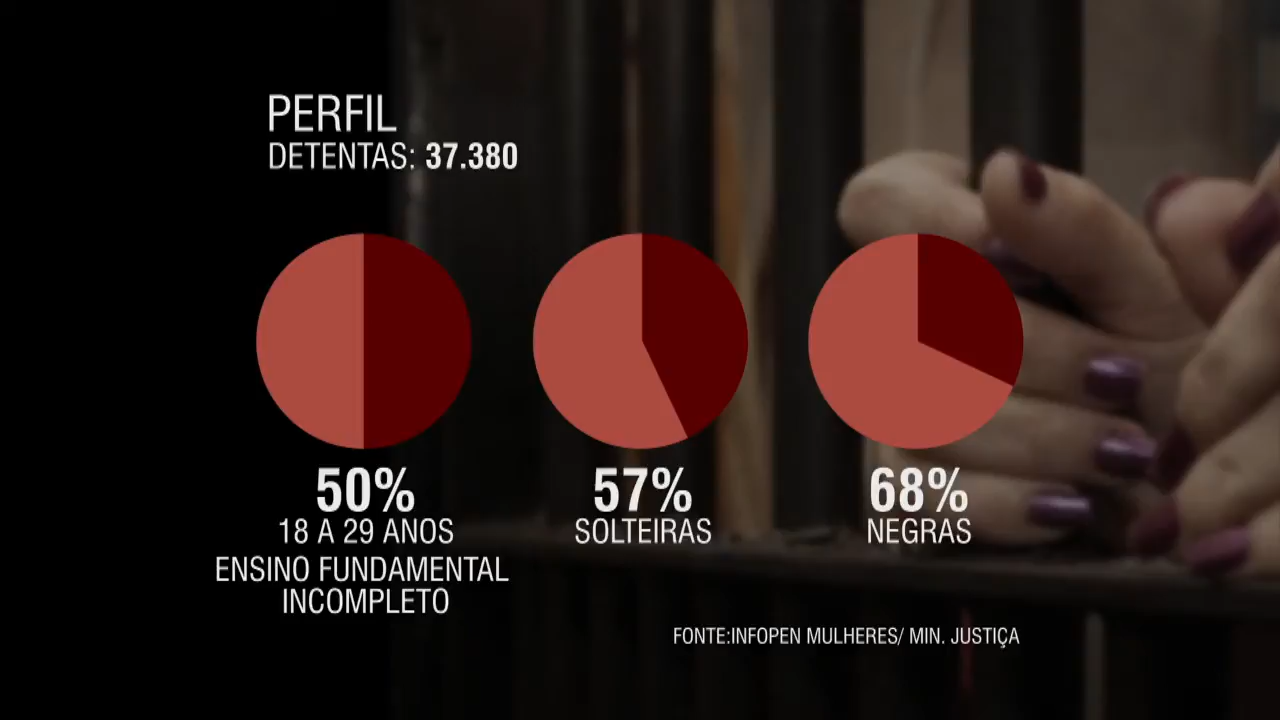 PERFIL
DETENTAS: 37.380
50%
18 A 29 ANOS
ENSINO FUNDAMENTAL
INCOMPLETO
57%
SOLTEIRAS
68%
NEGRAS
FONTE:INFOPEN MULHERES/ MIN. JUSTIÇA